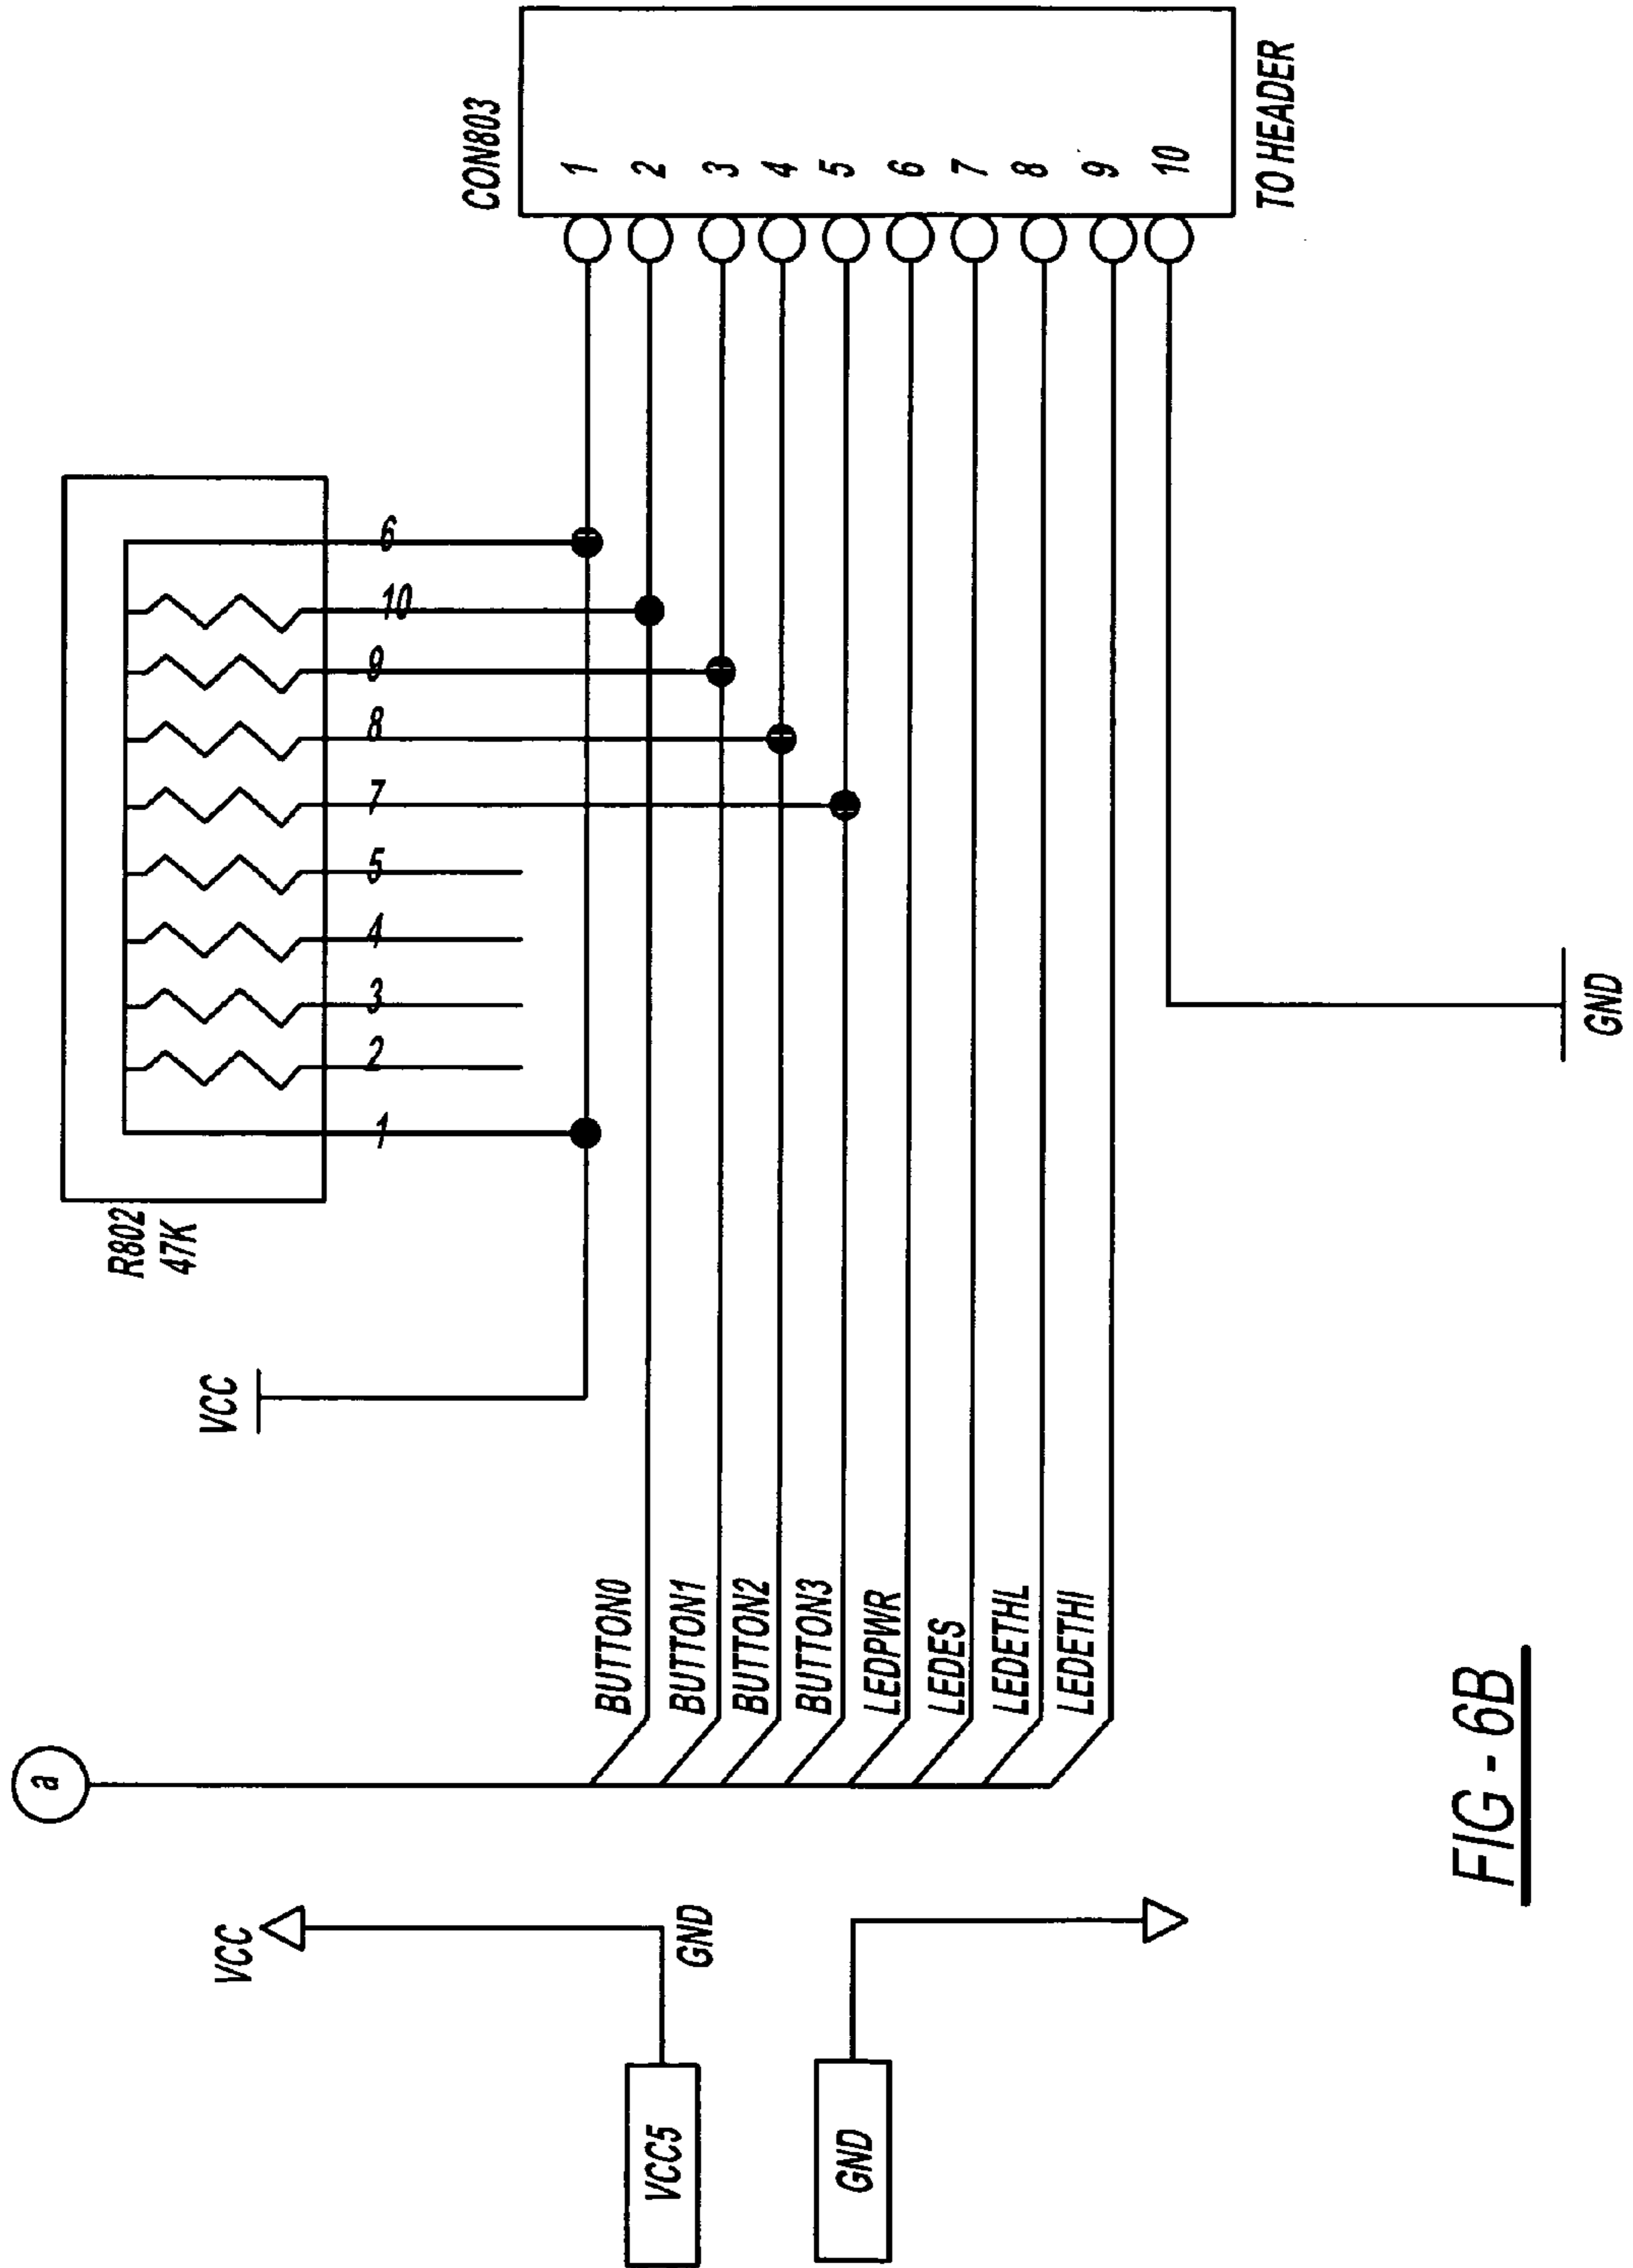 a
R802
47K
1
2
3
4
5
7
8
9
10
6
VCC
CON803
1
2
3
4
5
6
7
8
9
10
TO HEADER
BUTTON0
BUTTON1
BUTTON2
BUTTON3
LEDPWR
LEDES
LEDETHL
LEDETHI
VCC
VCC5
GND
GND
GND
FIG - 6B